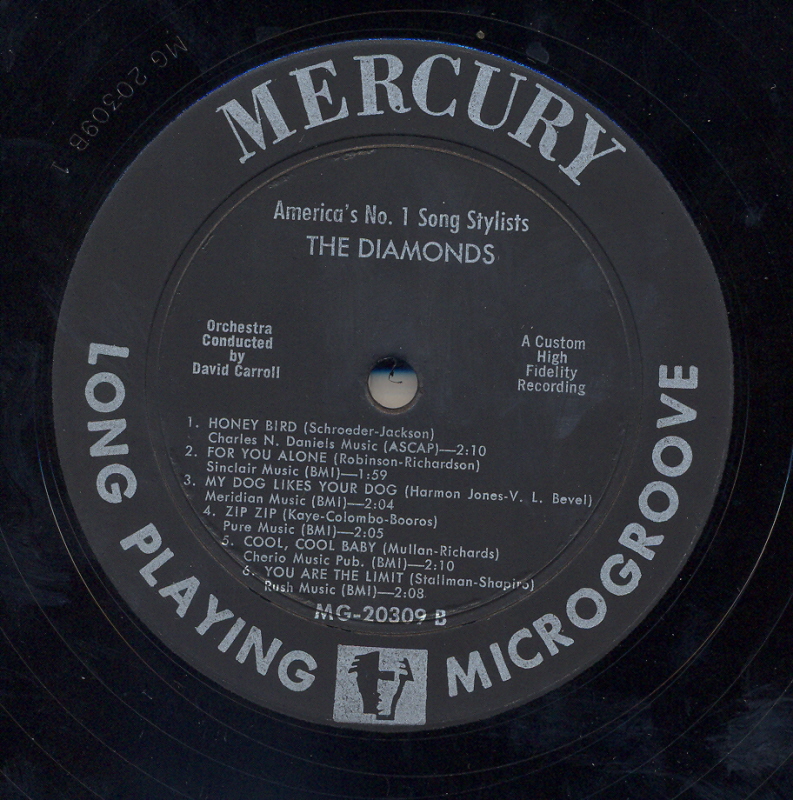 MG 20309B 1
MERCURY
America's No. 1 Song Stylists
THE DIAMONDS
Orchestra
Conducted
by
David Carroll
A Custom
High
Fidelity
Recording
1. HONEY BIRD (Schroeder-Jackson)
Charles N. Daniels Music (ASCAP)—2:10
2. FOR YOU ALONE (Robinson-Richardson)
Sinclair Music (BMI)—1:59
3. MY DOG LIKES YOUR DOG (Harmon Jones-V. L. Bevel)
Meridian Music (BMI)—2:04
4. ZIP ZIP (Kaye-Colombo-Booros)
Pure Music (BMI)—2:05
5. COOL, COOL BABY (Mullan-Richards)
Cherio Music Pub. (BMI)—2:10
6. YOU ARE THE LIMIT (Stallman-Shapiro)
Rush Music (BMI)—2:08
MG-20309 B
LONG PLAYING
MICROGROOVE